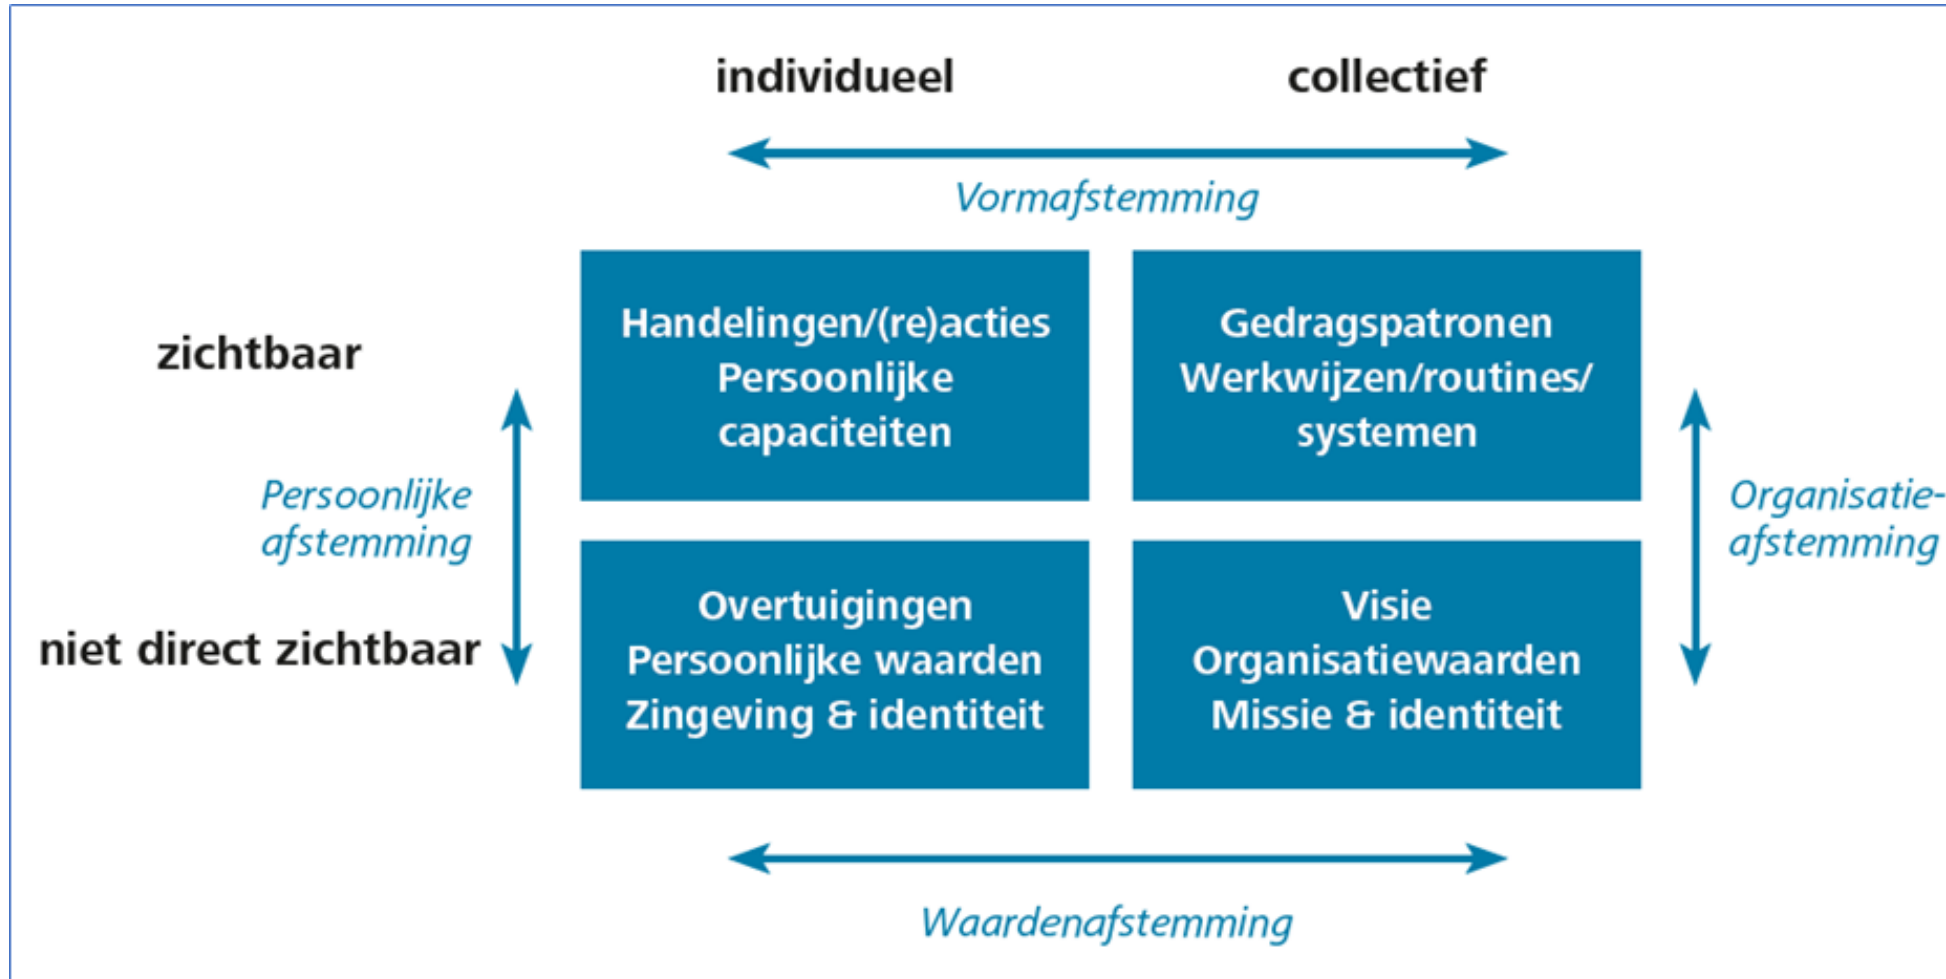 individueel
collectief
Vormafstemming
zichtbaar
Handelingen/(re)acties
Persoonlijke
capaciteiten
Gedragspatronen
Werkwijzen/routines/
systemen
Persoonlijke
afstemming
Organisatie-
afstemming
niet direct zichtbaar
Overtuigingen
Persoonlijke waarden
Zingeving & identiteit
Visie
Organisatiewaarden
Missie & identiteit
Waardenafstemming